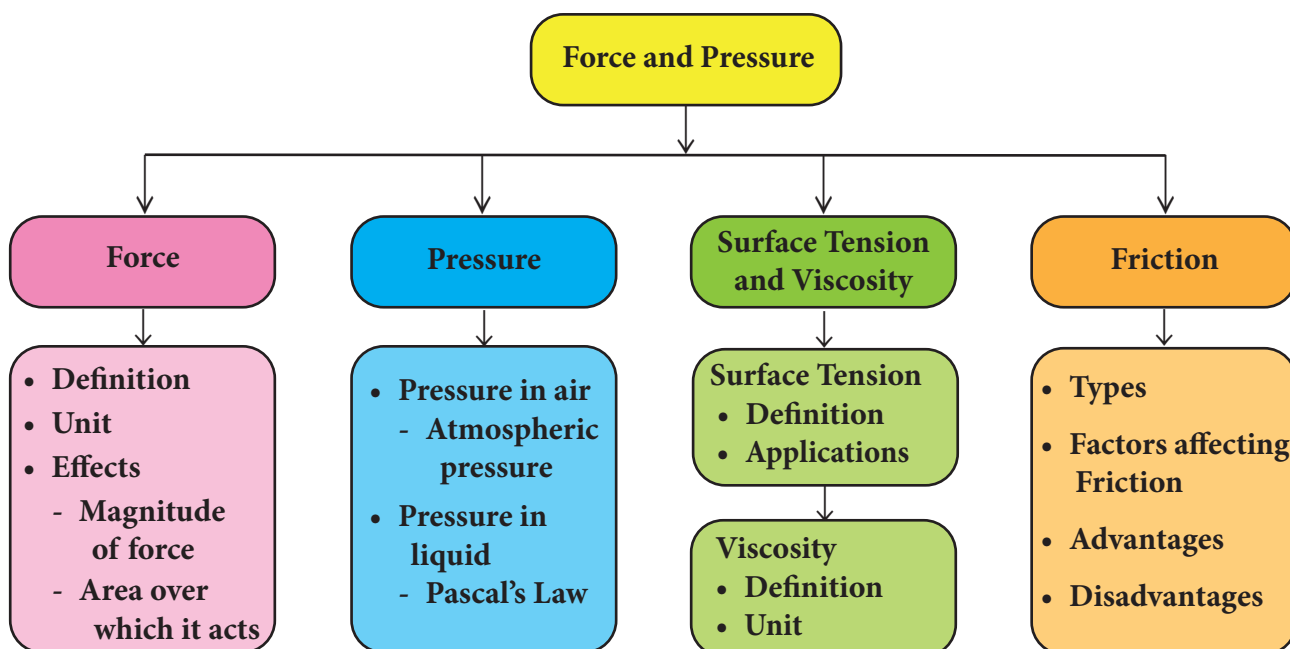 Force and Pressure
Force
• Definition
• Unit
• Effects
- Magnitude
of force
- Area over
which it acts
Pressure
• Pressure in air
- Atmospheric
pressure
• Pressure in
liquid
- Pascal's Law
Surface Tension
and Viscosity
Surface Tension
• Definition
• Applications
Viscosity
• Definition
• Unit
Friction
• Types
• Factors affecting
Friction
• Advantages
• Disadvantages